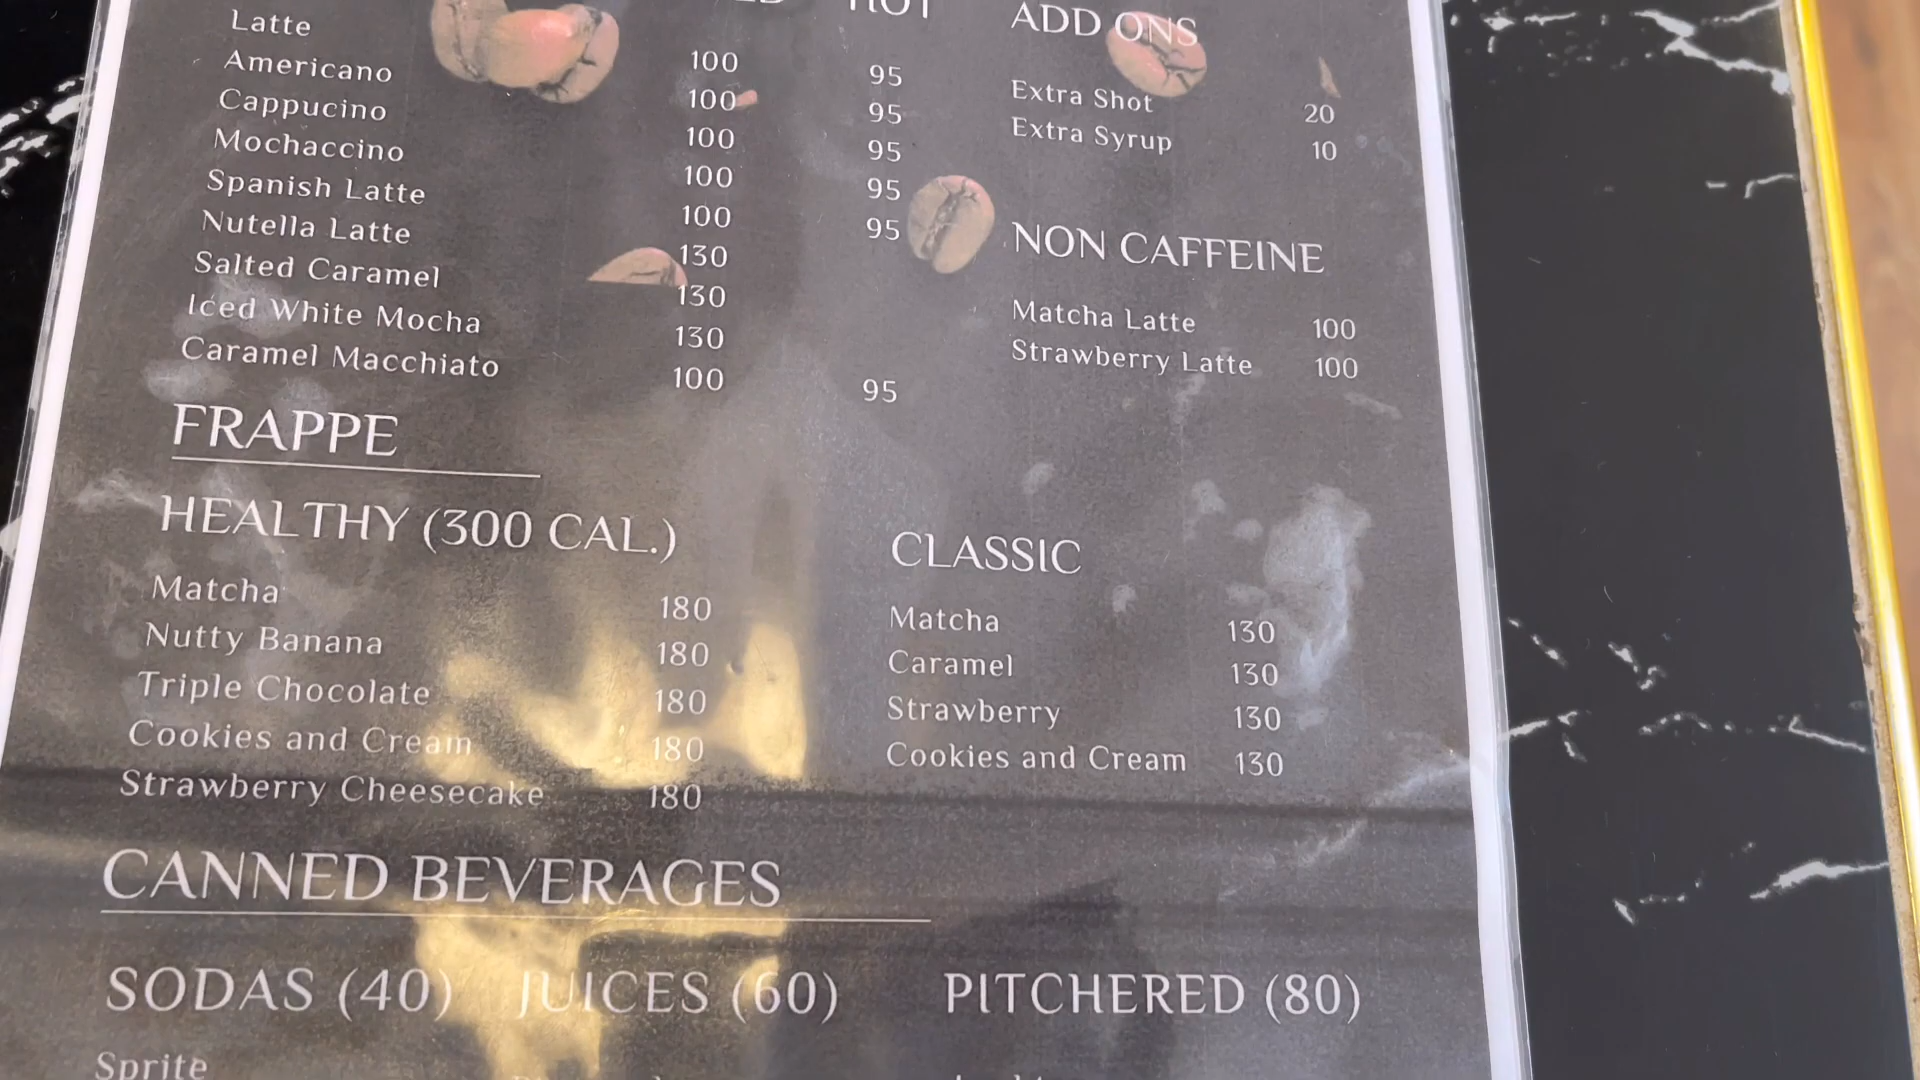 HOT
ADD ONS
Latte 100 95
Americano 100 95
Cappucino 100 95
Mochaccino 100 95
Spanish Latte 100 95
Nutella Latte 130
Salted Caramel 130
Iced White Mocha 130
Caramel Macchiato 100 95
Extra Shot 20
Extra Syrup 10
NON CAFFEINE
Matcha Latte 100
Strawberry Latte 100
FRAPPE
HEALTHY (300 CAL.)
Matcha 180
Nutty Banana 180
Triple Chocolate 180
Cookies and Cream 180
Strawberry Cheesecake 180
CLASSIC
Matcha 130
Caramel 130
Strawberry 130
Cookies and Cream 130
CANNED BEVERAGES
SODAS (40) JUICES (60) PITCHERED (80)
Sprite